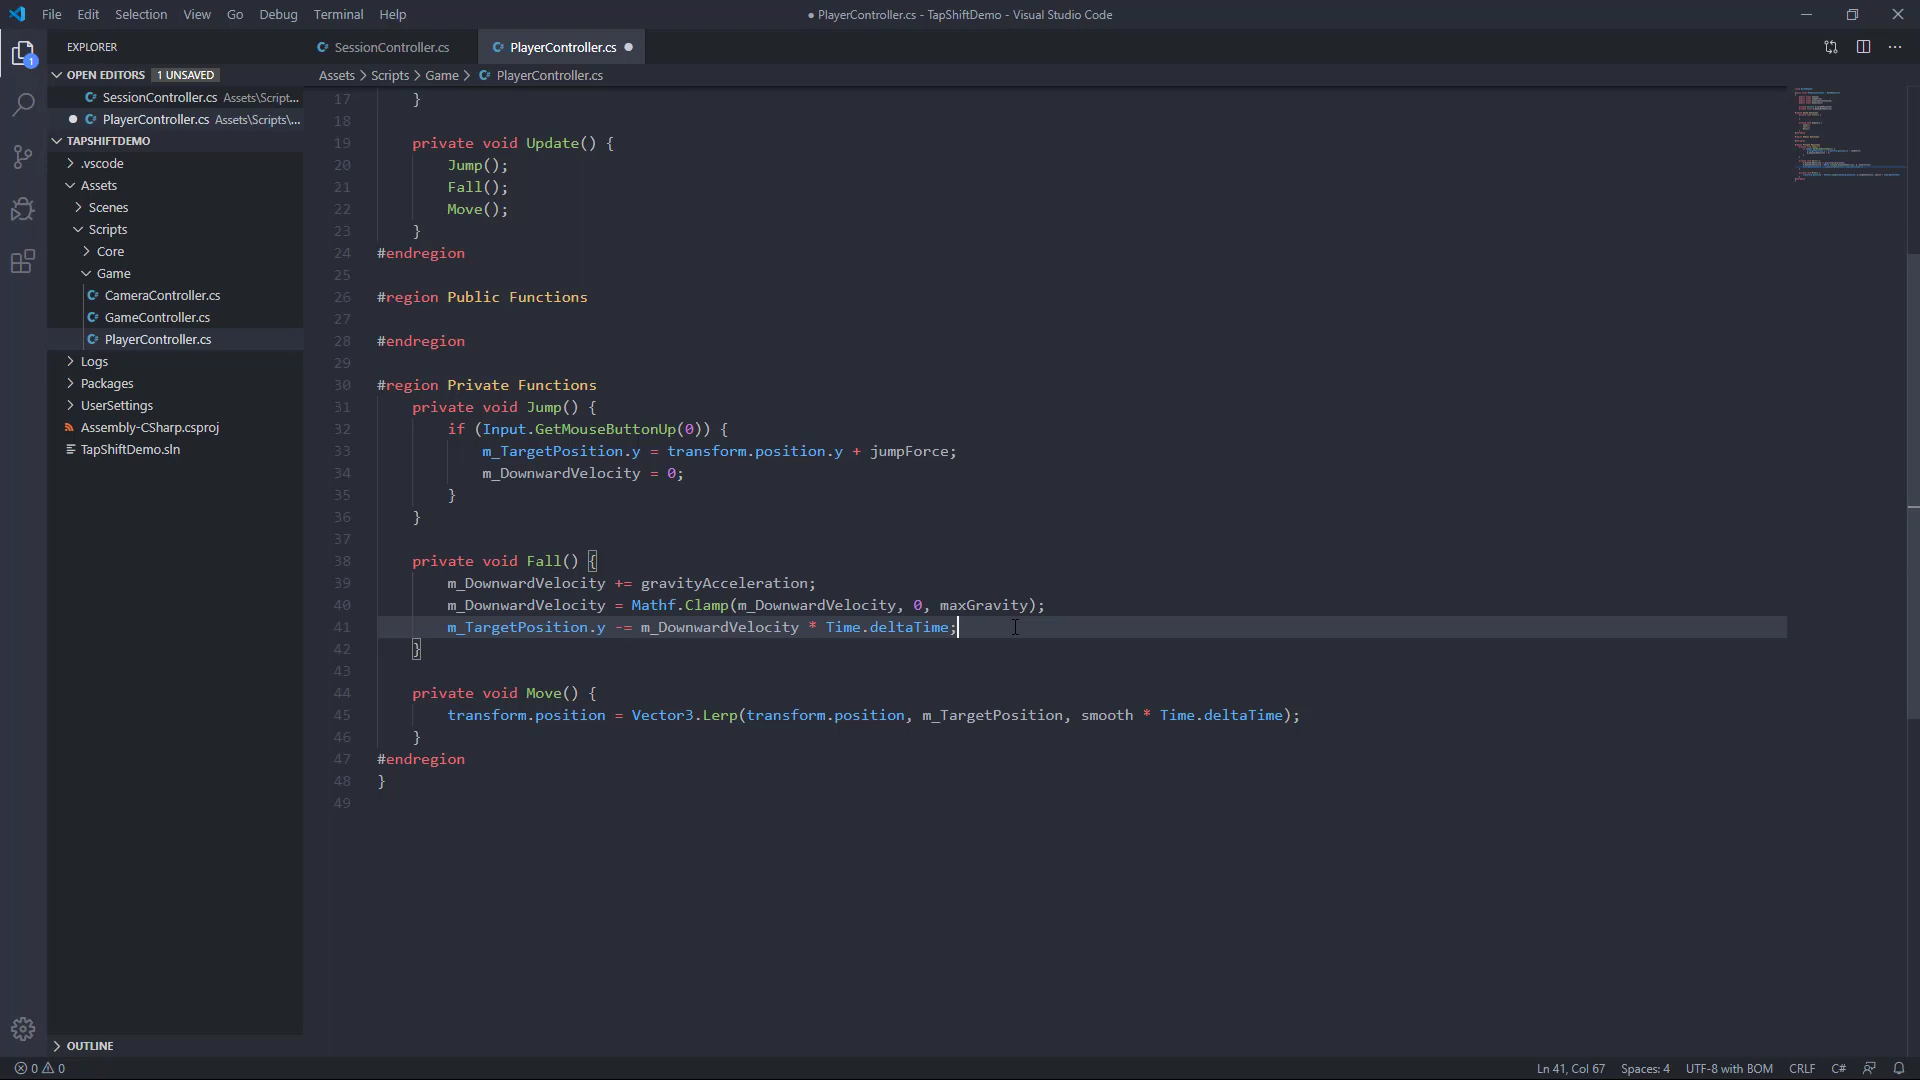 File Edit Selection View Go Debug Terminal Help
● PlayerController.cs - TapShiftDemo - Visual Studio Code
EXPLORER
OPEN EDITORS 1 UNSAVED
SessionController.cs Assets\Script...
PlayerController.cs Assets\Scripts\...
TAPSHIFTDEMO
.vscode
Assets
Scenes
Scripts
Core
Game
CameraController.cs
GameController.cs
PlayerController.cs
Logs
Packages
UserSettings
Assembly-CSharp.csproj
TapShiftDemo.sln
OUTLINE
1
SessionController.cs PlayerController.cs
Assets > Scripts > Game > PlayerController.cs
17 }
18
19 private void Update() {
20 Jump();
21 Fall();
22 Move();
23 }
24 #endregion
25
26 #region Public Functions
27
28 #endregion
29
30 #region Private Functions
31 private void Jump() {
32 if (Input.GetMouseButtonUp(0)) {
33 m_TargetPosition.y = transform.position.y + jumpForce;
34 m_DownwardVelocity = 0;
35 }
36 }
37
38 private void Fall() {
39 m_DownwardVelocity += gravityAcceleration;
40 m_DownwardVelocity = Mathf.Clamp(m_DownwardVelocity, 0, maxGravity);
41 m_TargetPosition.y -= m_DownwardVelocity * Time.deltaTime;
42 }
43
44 private void Move() {
45 transform.position = Vector3.Lerp(transform.position, m_TargetPosition, smooth * Time.deltaTime);
46 }
47 #endregion
48 }
49
0 0
Ln 41, Col 67 Spaces: 4 UTF-8 with BOM CRLF C#